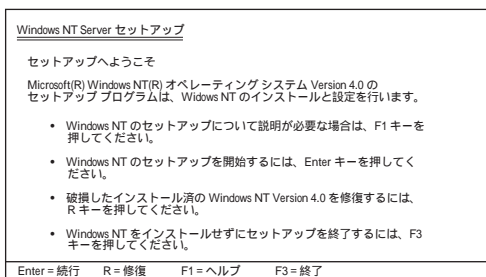 Windows NT Server セットアップ
セットアップへようこそ
Microsoft(R) Windows NT(R) オペレーティング システム Version 4.0 の
セットアップ プログラムは、Widows NT のインストールと設定を行います。
• Windows NT のセットアップについて説明が必要な場合は、F1 キーを
押してください。
• Windows NT のセットアップを開始するには、Enter キーを押してく
ださい。
• 破損したインストール済の Windows NT Version 4.0 を修復するには、
R キーを押してください。
• Windows NT をインストールせずにセットアップを終了するには、F3
キーを押してください。
Enter = 続行 R = 修復 F1 = ヘルプ F3 = 終了